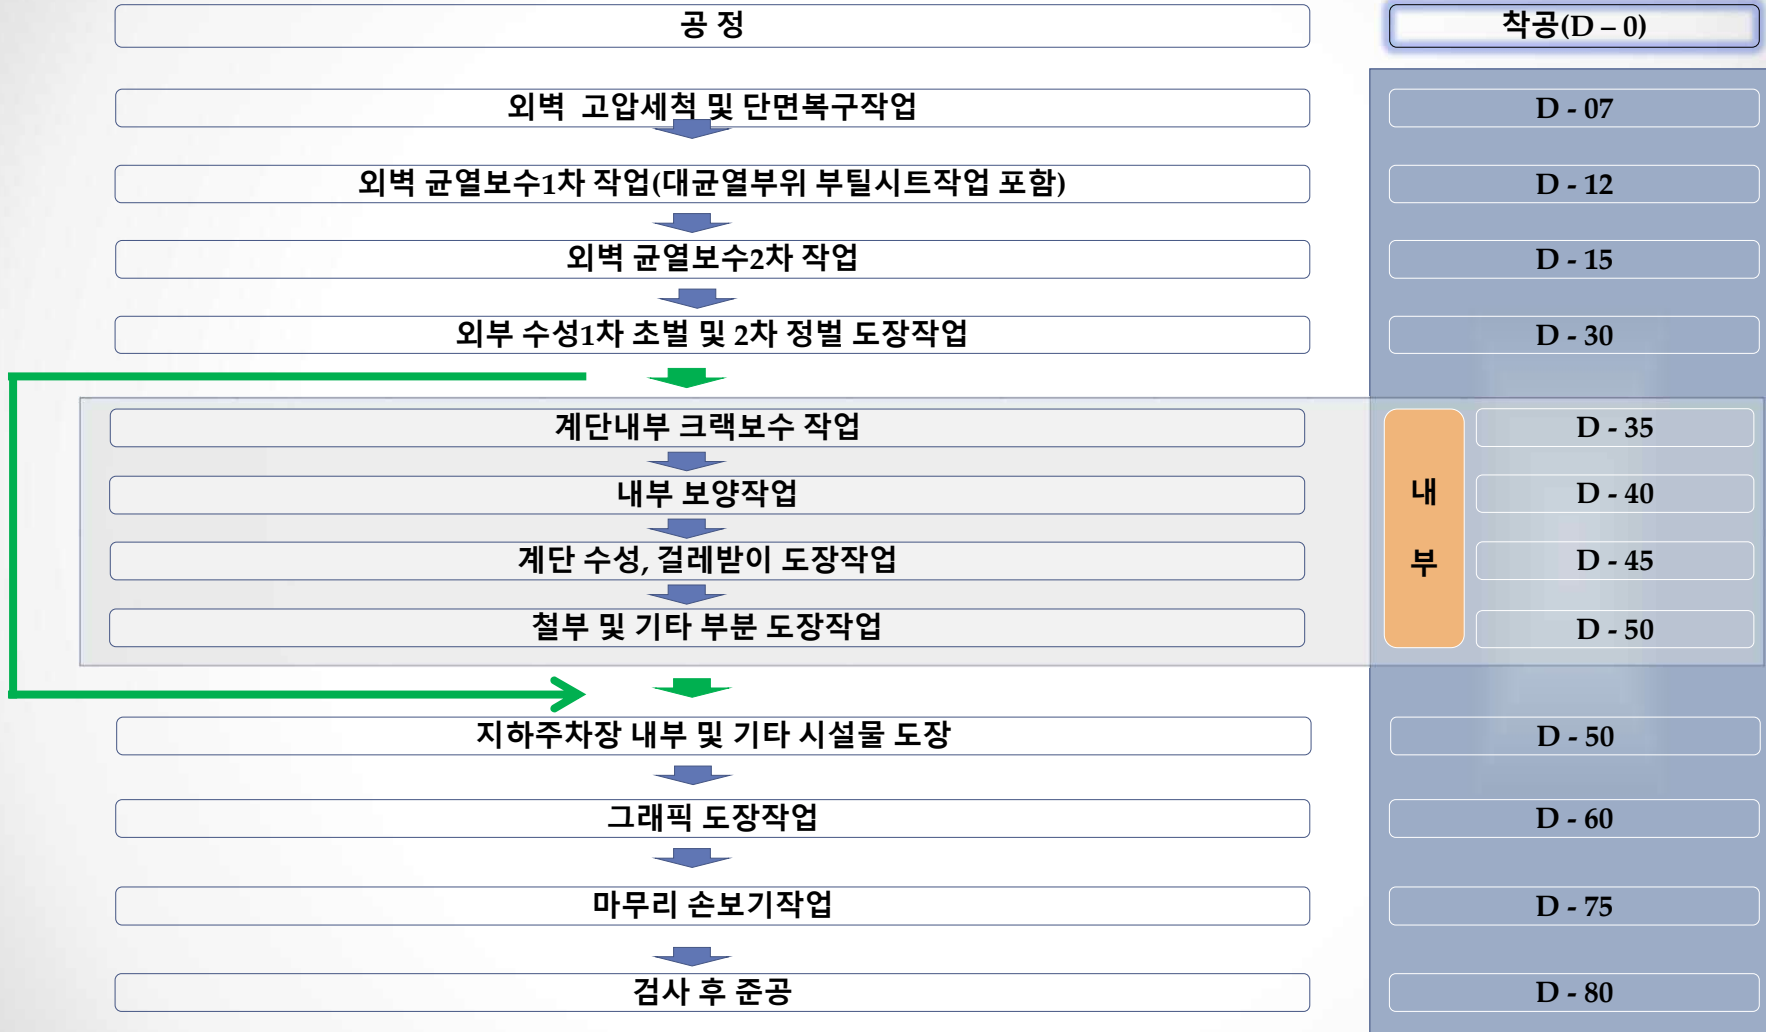 공 정
착공(D – 0)
외벽 고압세척 및 단면복구작업
D - 07
외벽 균열보수1차 작업(대균열부위 부틸시트작업 포함)
D - 12
외벽 균열보수2차 작업
D - 15
외부 수성1차 초벌 및 2차 정벌 도장작업
D - 30
내
부
계단내부 크랙보수 작업
D - 35
내부 보양작업
D - 40
계단 수성, 걸레받이 도장작업
D - 45
철부 및 기타 부분 도장작업
D - 50
지하주차장 내부 및 기타 시설물 도장
D - 50
그래픽 도장작업
D - 60
마무리 손보기작업
D - 75
검사 후 준공
D - 80